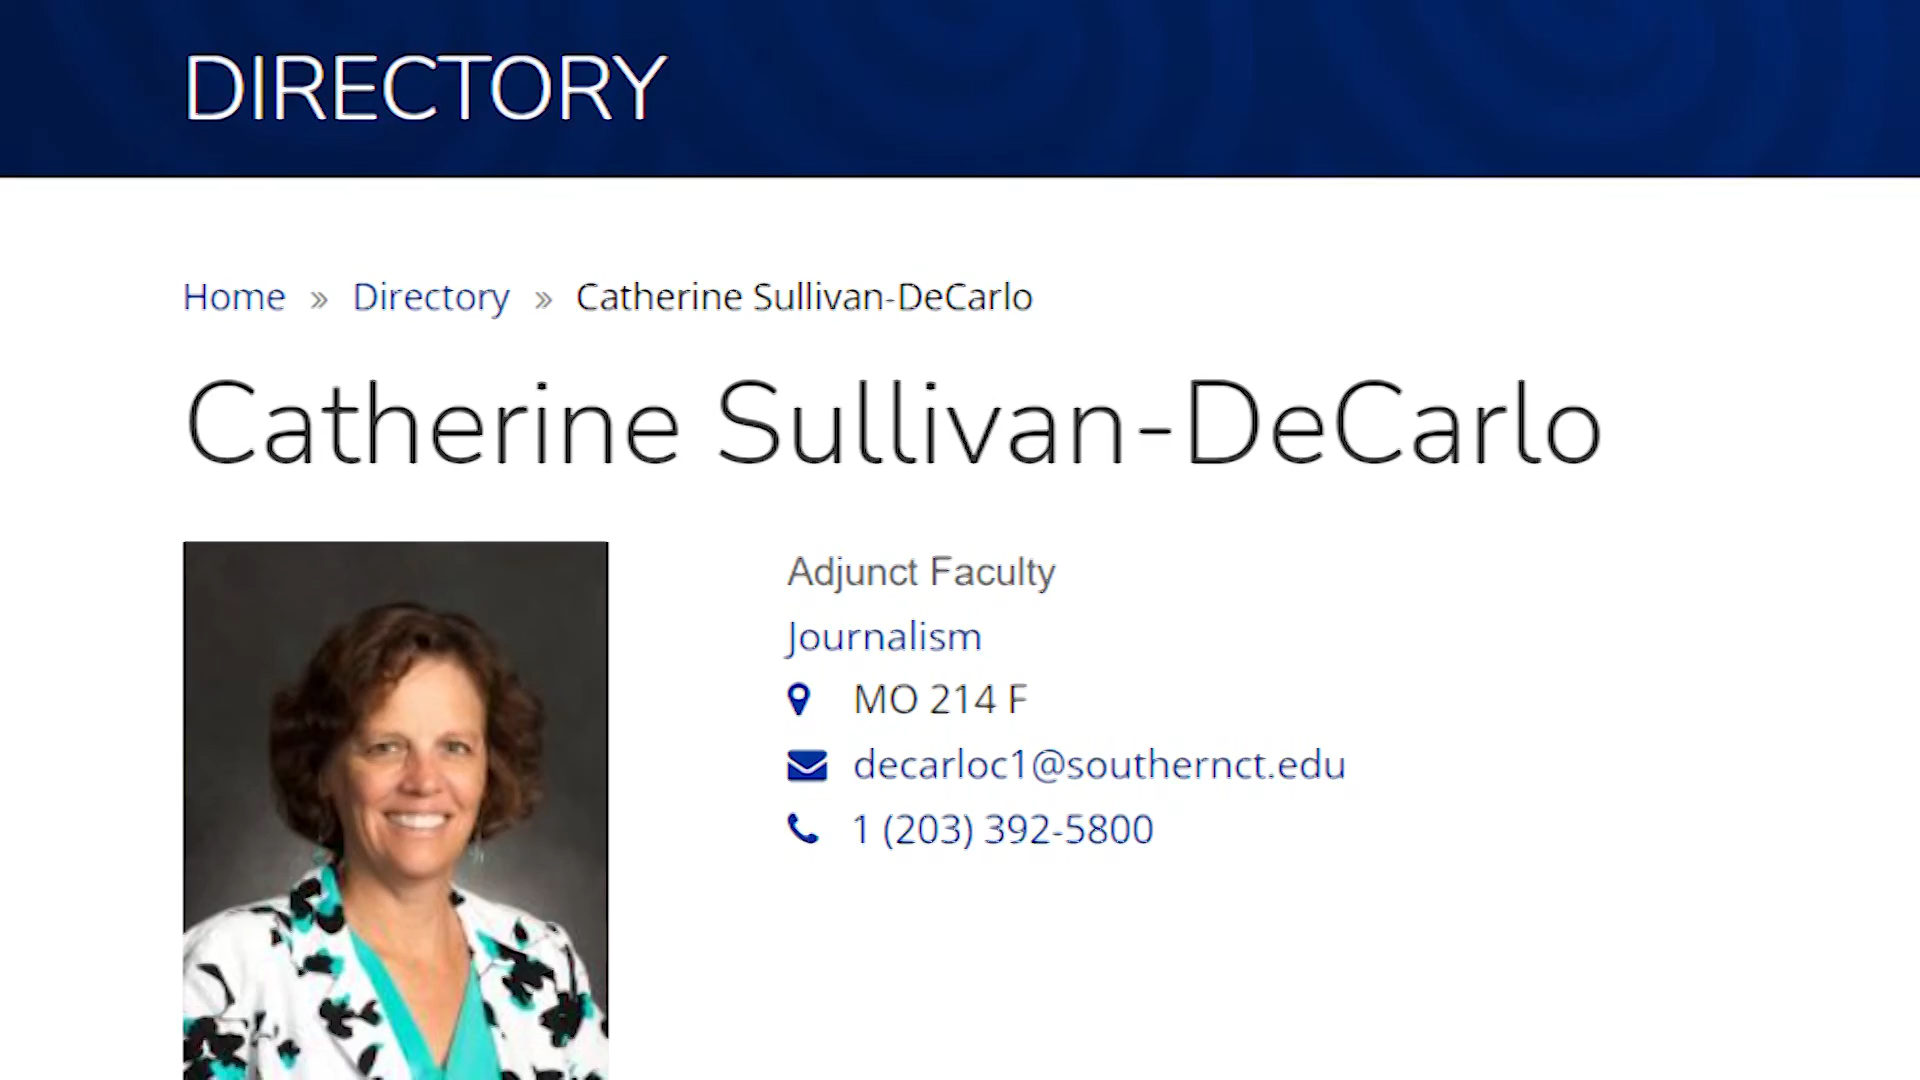 DIRECTORY
Home » Directory » Catherine Sullivan-DeCarlo
Catherine Sullivan-DeCarlo
Adjunct Faculty
Journalism
MO 214 F
decarloc1@southernct.edu
1 (203) 392-5800